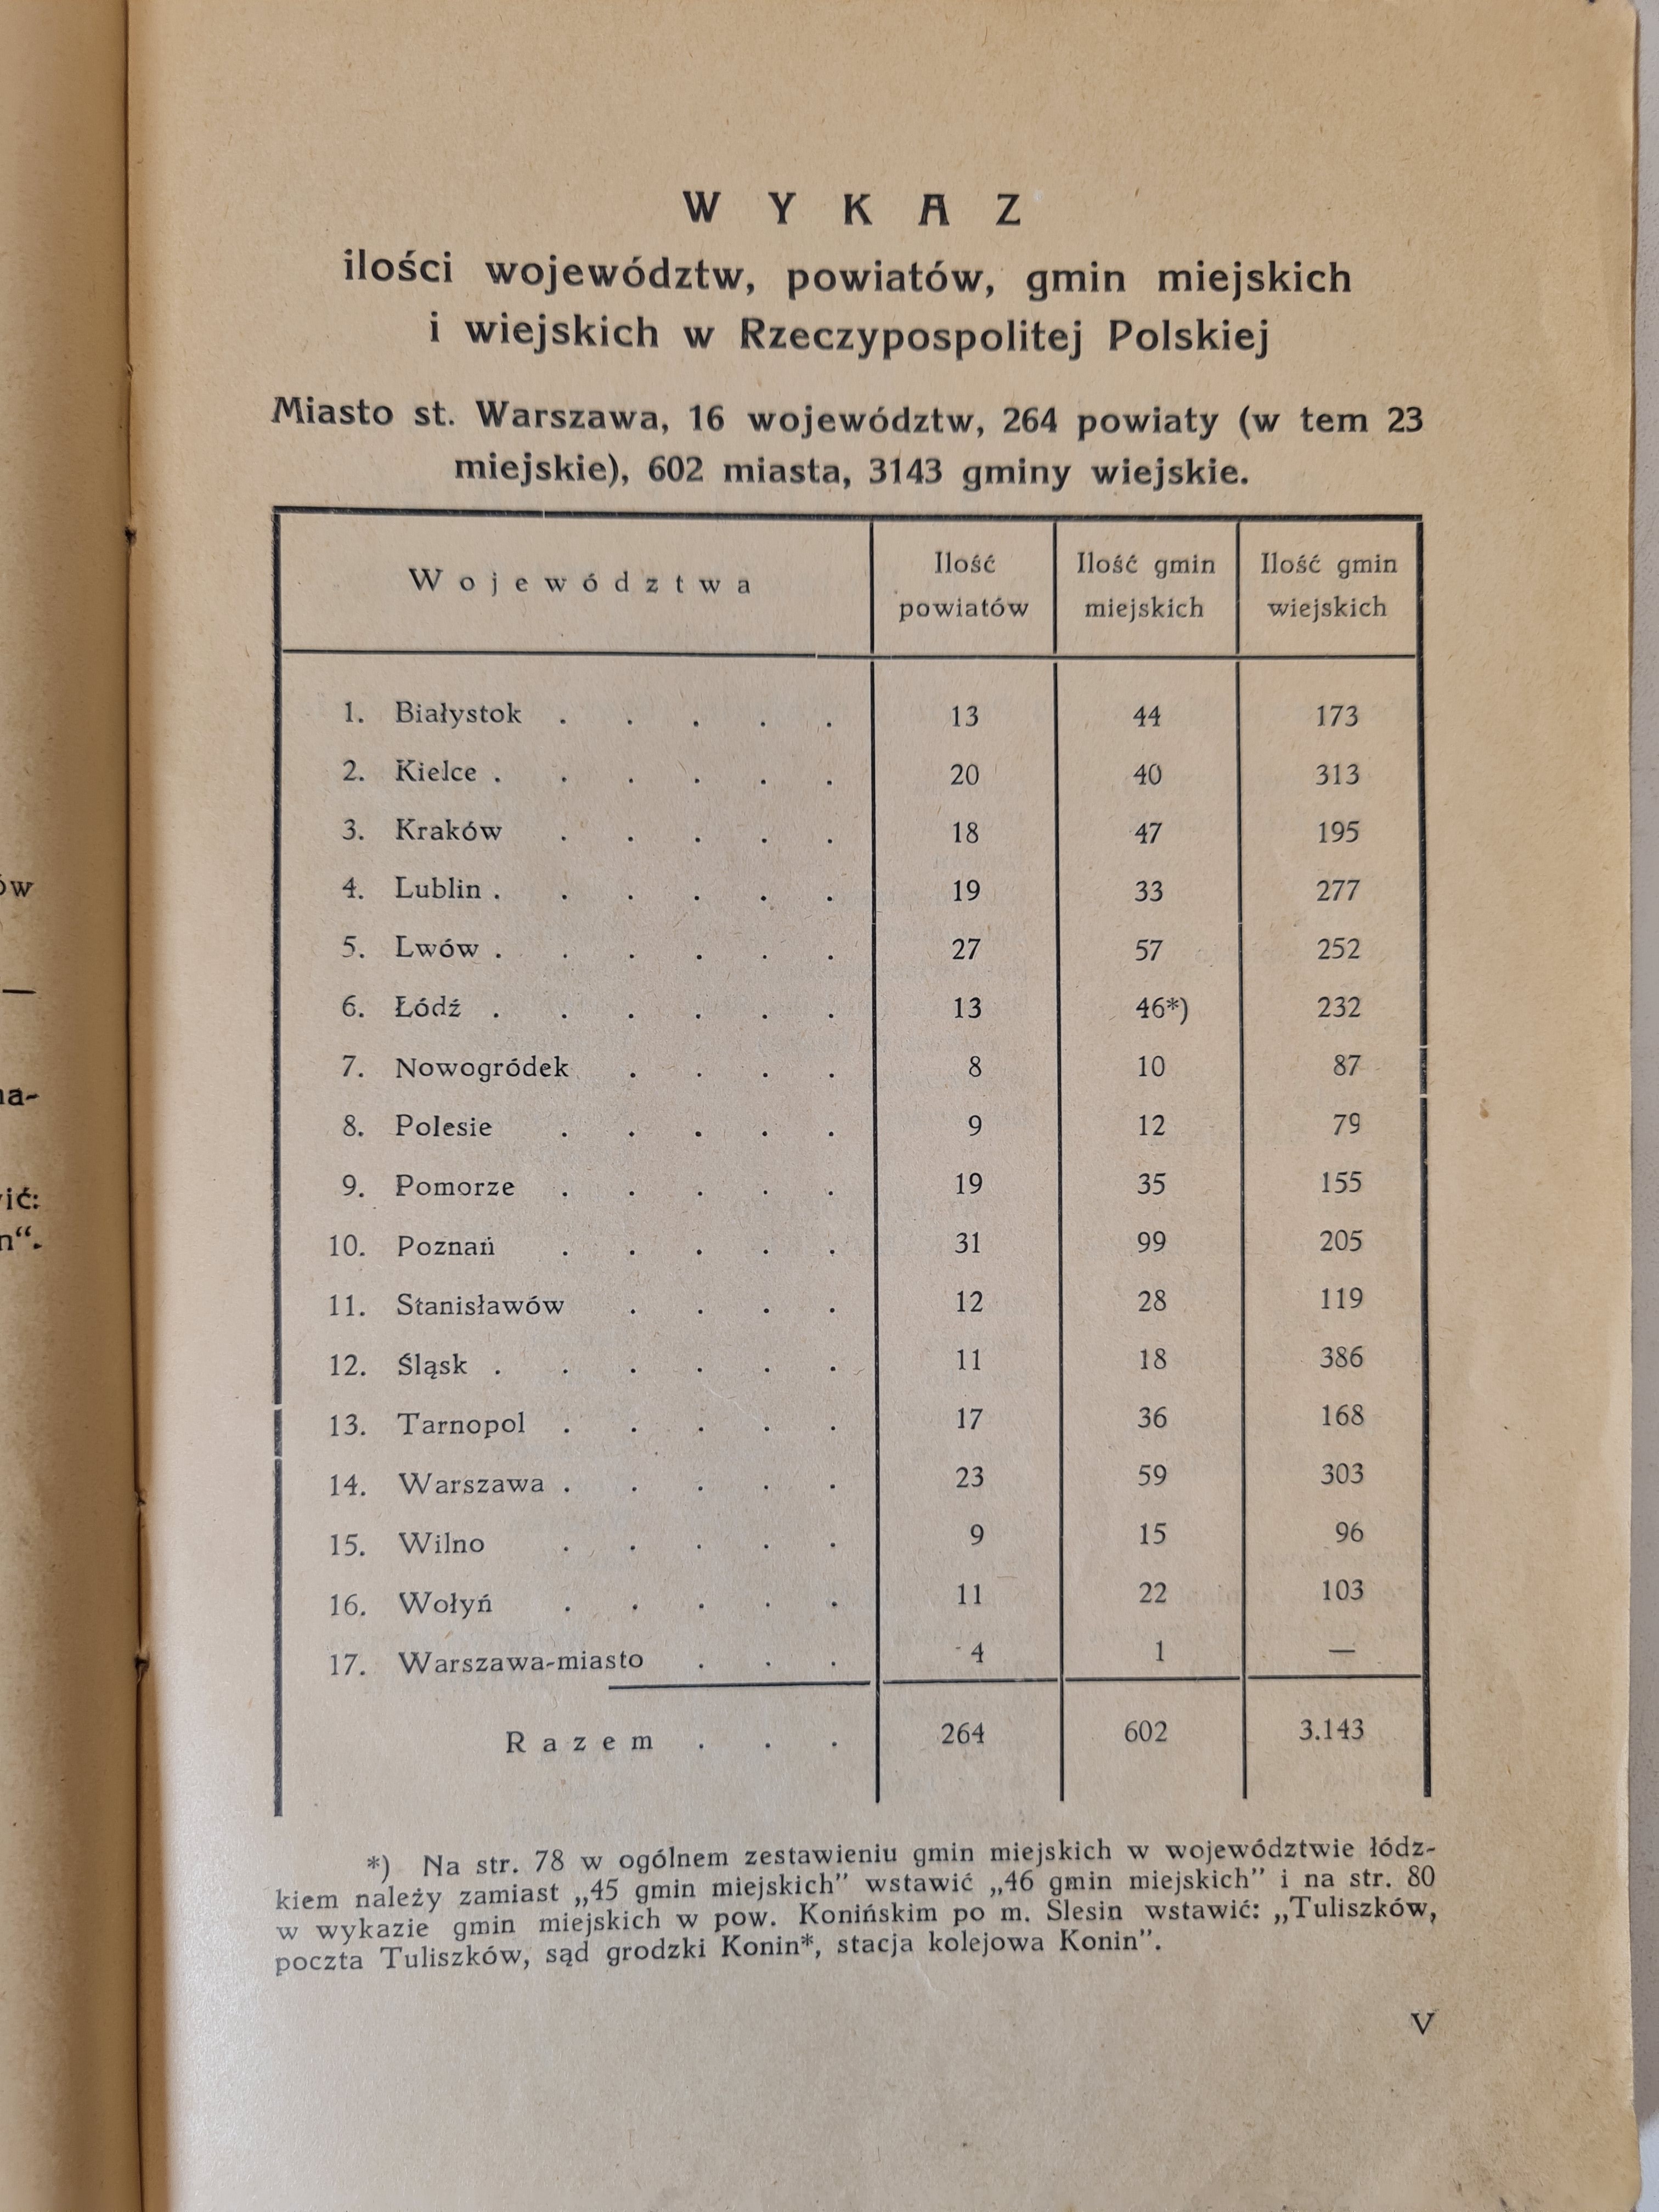 ów
—
na-
ić:
n“.
W Y K A Z
ilości województw, powiatów, gmin miejskich
i wiejskich w Rzeczypospolitej Polskiej
Miasto st. Warszawa, 16 województw, 264 powiaty (w tem 23
miejskie), 602 miasta, 3143 gminy wiejskie.
Województwa | Ilość powiatów | Ilość gmin miejskich | Ilość gmin wiejskich
1. Białystok . . . . . 13 44 173
2. Kielce . . . . . . 20 40 313
3. Kraków . . . . . 18 47 195
4. Lublin . . . . . . 19 33 277
5. Lwów . . . . . . 27 57 252
6. Łódź . . . . . . 13 46*) 232
7. Nowogródek . . . . 8 10 87
8. Polesie . . . . . 9 12 79
9. Pomorze . . . . . 19 35 155
10. Poznań . . . . . 31 99 205
11. Stanisławów . . . . 12 28 119
12. Śląsk . . . . . . 11 18 386
13. Tarnopol . . . . . 17 36 168
14. Warszawa . . . . . 23 59 303
15. Wilno . . . . . 9 15 96
16. Wołyń . . . . . 11 22 103
17. Warszawa-miasto . . . 4 1 —
Razem . . . 264 602 3.143
*) Na str. 78 w ogólnem zestawieniu gmin miejskich w województwie łódz-
kiem należy zamiast „45 gmin miejskich” wstawić „46 gmin miejskich” i na str. 80
w wykazie gmin miejskich w pow. Konińskim po m. Slesin wstawić: „Tuliszków,
poczta Tuliszków, sąd grodzki Konin*, stacja kolejowa Konin”.
V